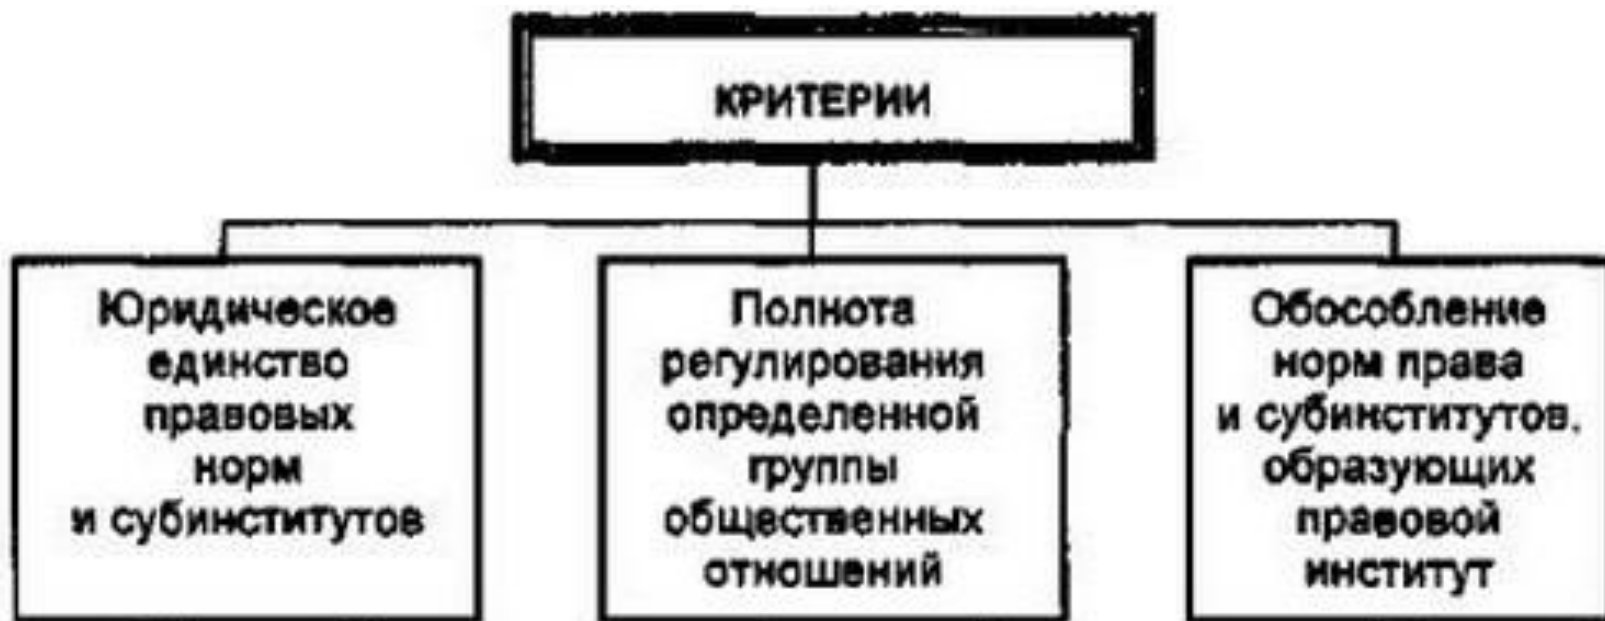 КРИТЕРИИ
Юридическое
единство
правовых
норм
и субинститутов
Полнота
регулирования
определенной
группы
общественных
отношений
Обособление
норм права
и субинститутов,
образующих
правовой
институт